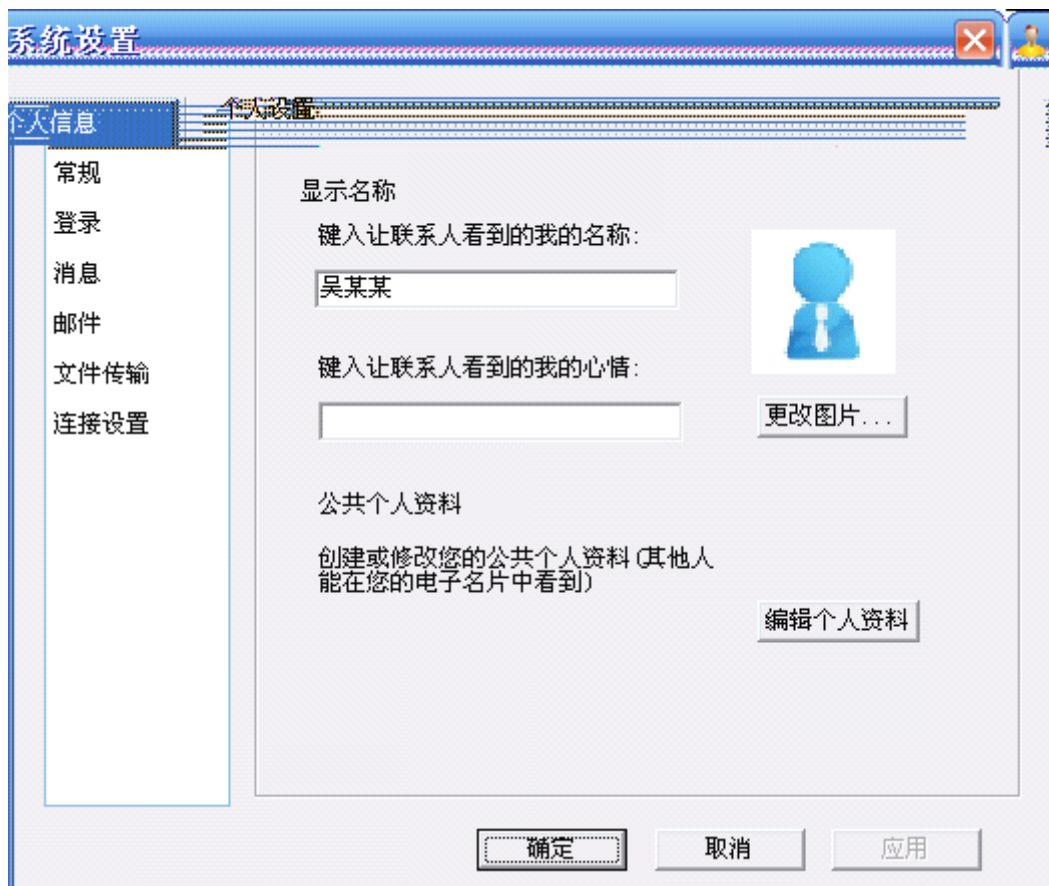 系统设置
个人信息
常规
登录
消息
邮件
文件传输
连接设置
个人设置
显示名称
键入让联系人看到的我的名称:
吴某某
键入让联系人看到的我的心情:
更改图片...
公共个人资料
创建或修改您的公共个人资料(其他人
能在您的电子名片中看到)
编辑个人资料
确定
取消
应用